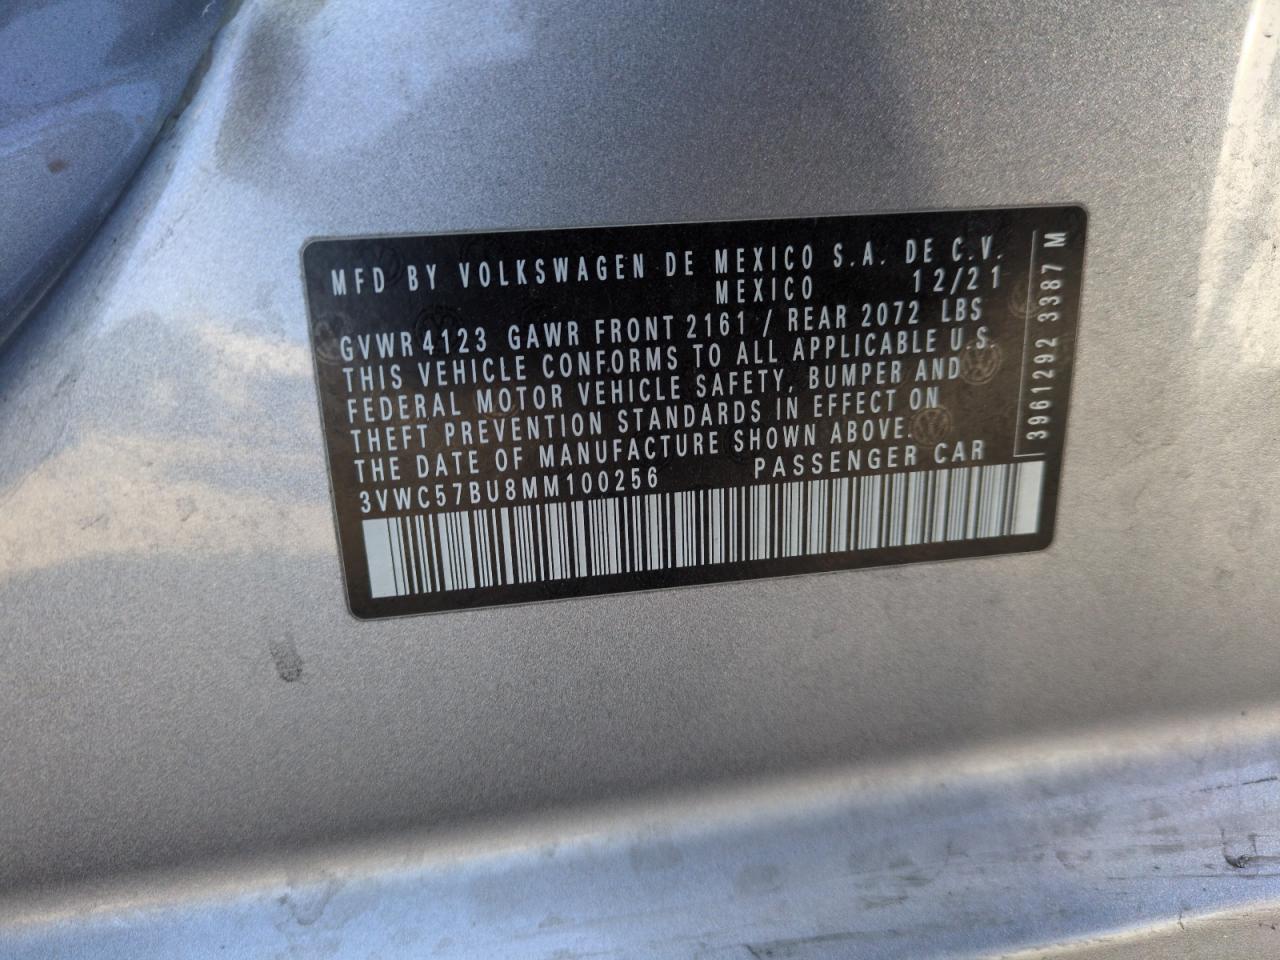 MFD BY VOLKSWAGEN DE MEXICO S.A. DE C.V.
MEXICO 12/21
GVWR 4123 GAWR FRONT 2161 / REAR 2072 LBS
THIS VEHICLE CONFORMS TO ALL APPLICABLE U.S.
FEDERAL MOTOR VEHICLE SAFETY, BUMPER AND
THEFT PREVENTION STANDARDS IN EFFECT ON
THE DATE OF MANUFACTURE SHOWN ABOVE.
3VWC57BU8MM100256 PASSENGER CAR
3961292 3387 M